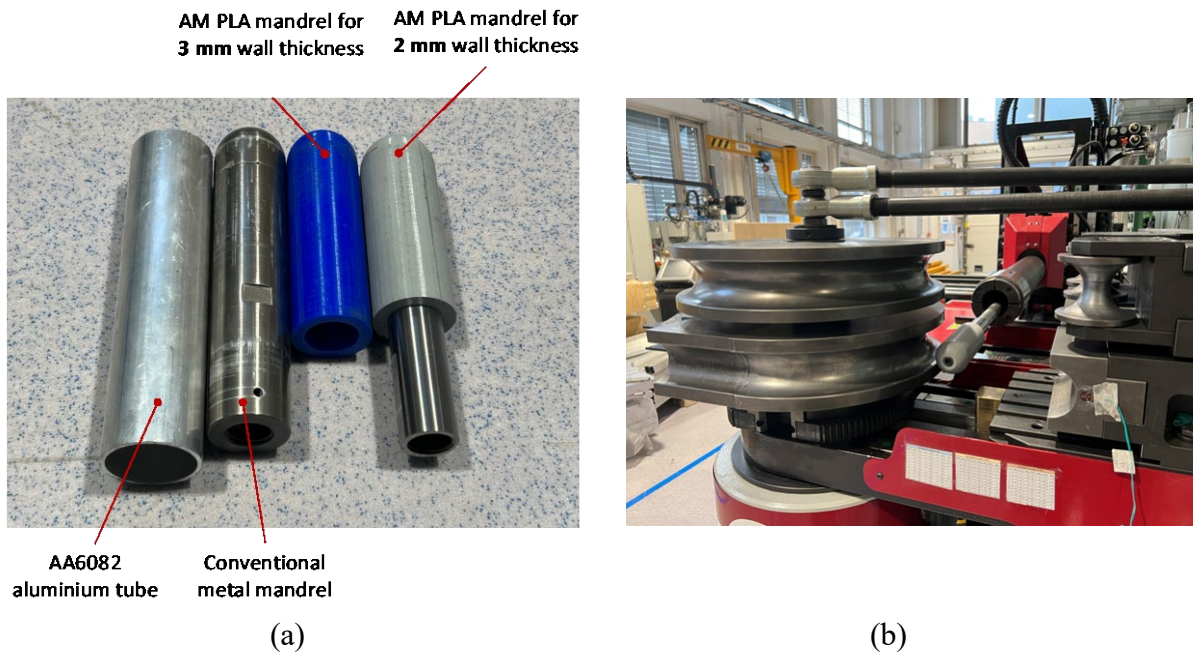 AM PLA mandrel for
3 mm wall thickness
AM PLA mandrel for
2 mm wall thickness
AA6082
aluminium tube
Conventional
metal mandrel
(a)
(b)